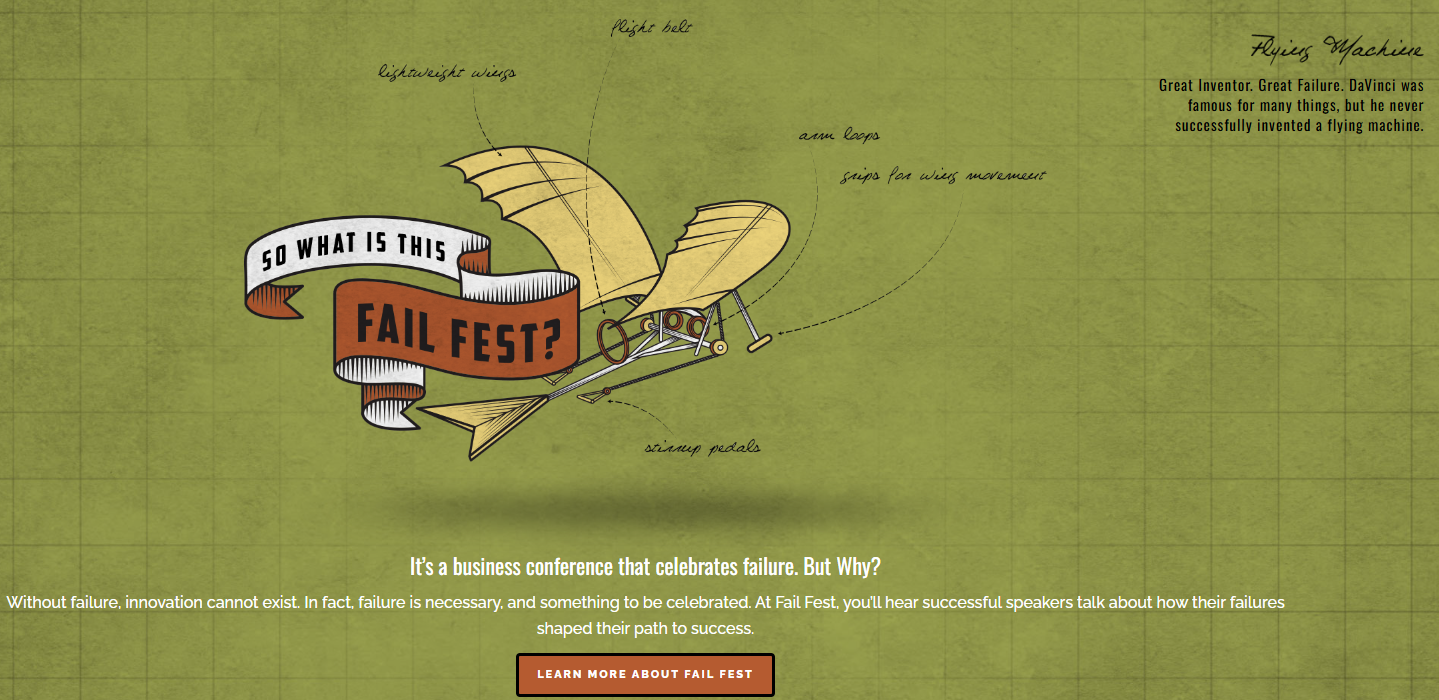 flight belt
Flying Machine
lightweight wings
Great Inventor. Great Failure. DaVinci was
famous for many things, but he never
successfully invented a flying machine.
arm loops
grips for wing movement
SO WHAT IS THIS
FAIL FEST?
stirrup pedals
It's a business conference that celebrates failure. But Why?
Without failure, innovation cannot exist. In fact, failure is necessary, and something to be celebrated. At Fail Fest, you'll hear successful speakers talk about how their failures
shaped their path to success.
LEARN MORE ABOUT FAIL FEST